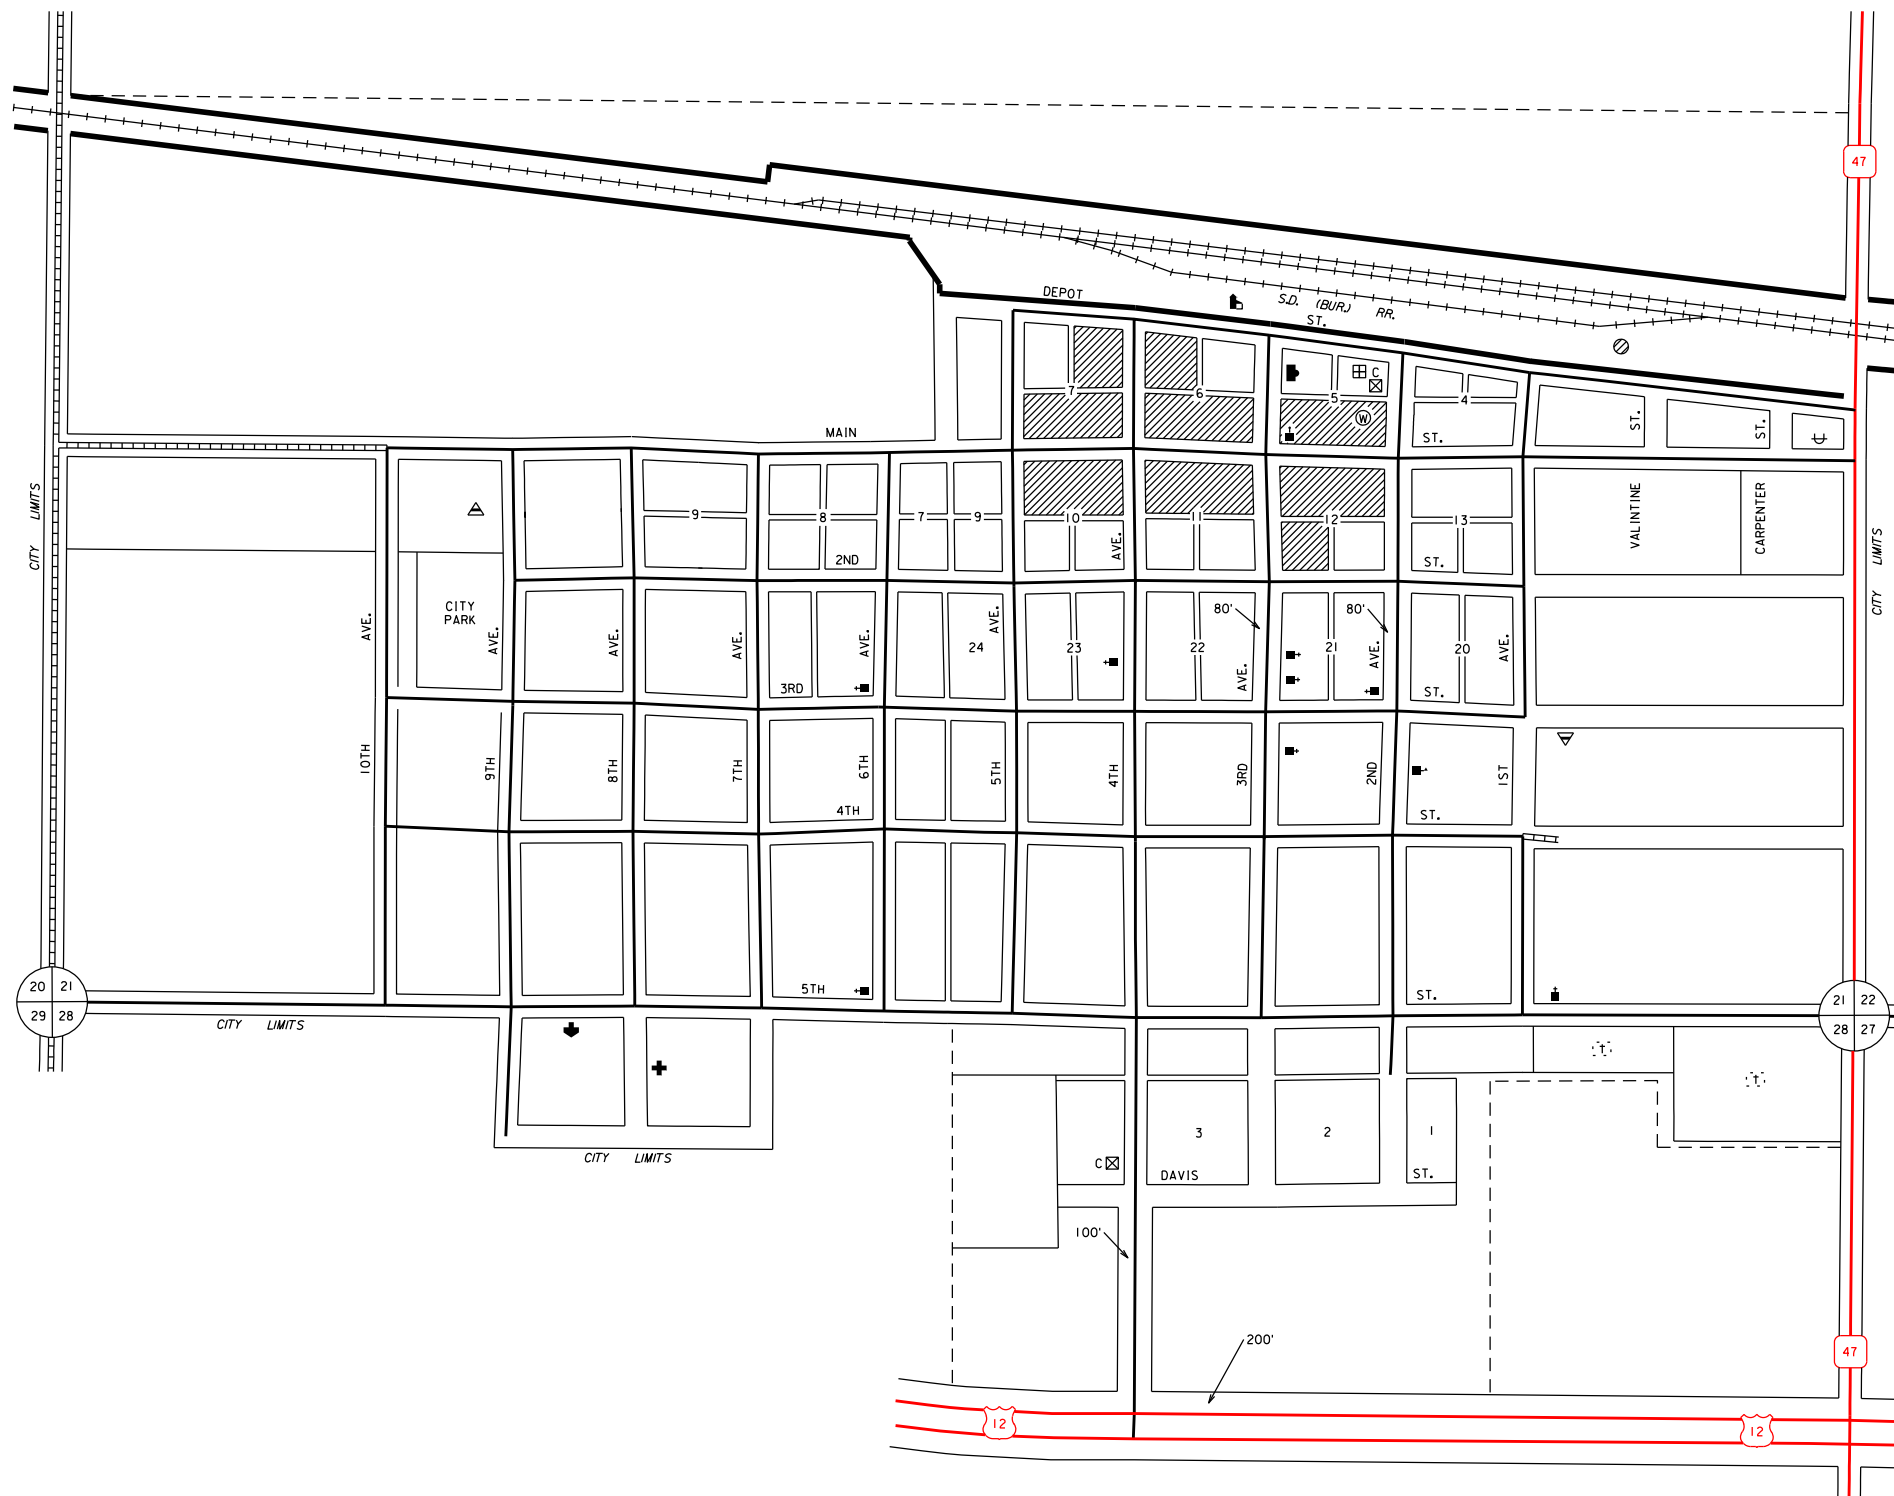 47
DEPOT
S.D. (BUR.) RR.
ST.
7
6
5
C
4
W
MAIN
ST.
ST.
ST.
CITY LIMITS
9
8
7
9
10
11
12
13
2ND
AVE.
ST.
VALINTINE
CARPENTER
CITY LIMITS
CITY
PARK
AVE.
AVE.
AVE.
AVE.
AVE.
AVE.
24
23
22
80'
AVE.
21
80'
AVE.
20
AVE.
3RD
ST.
10TH
9TH
8TH
7TH
6TH
5TH
4TH
3RD
2ND
1ST
4TH
ST.
5TH
ST.
20 21
29 28
21 22
28 27
CITY LIMITS
CITY LIMITS
C
3
2
1
DAVIS
ST.
100'
200'
47
12
12